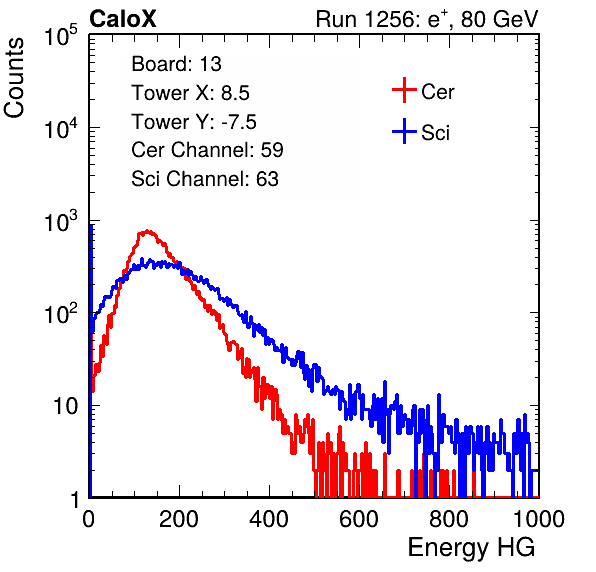 CaloX Run 1256: e⁺, 80 GeV
Counts
Board: 13
Tower X: 8.5
Tower Y: -7.5
Cer Channel: 59
Sci Channel: 63
Cer
Sci
10⁵
10⁴
10³
10²
10
1
0 200 400 600 800 1000
Energy HG